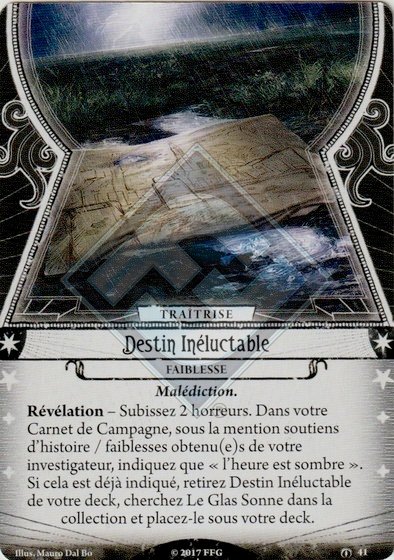 TRAÎTRISE
Destin Inéluctable
FAIBLESSE
Malédiction.
Révélation – Subissez 2 horreurs. Dans votre
Carnet de Campagne, sous la mention soutiens
d'histoire / faiblesses obtenu(e)s de votre
investigateur, indiquez que « l'heure est sombre ».
Si cela est déjà indiqué, retirez Destin Inéluctable
de votre deck, cherchez Le Glas Sonne dans la
collection et placez-le sous votre deck.
Illus. Mauro Dal Bo
© 2017 FFG
41